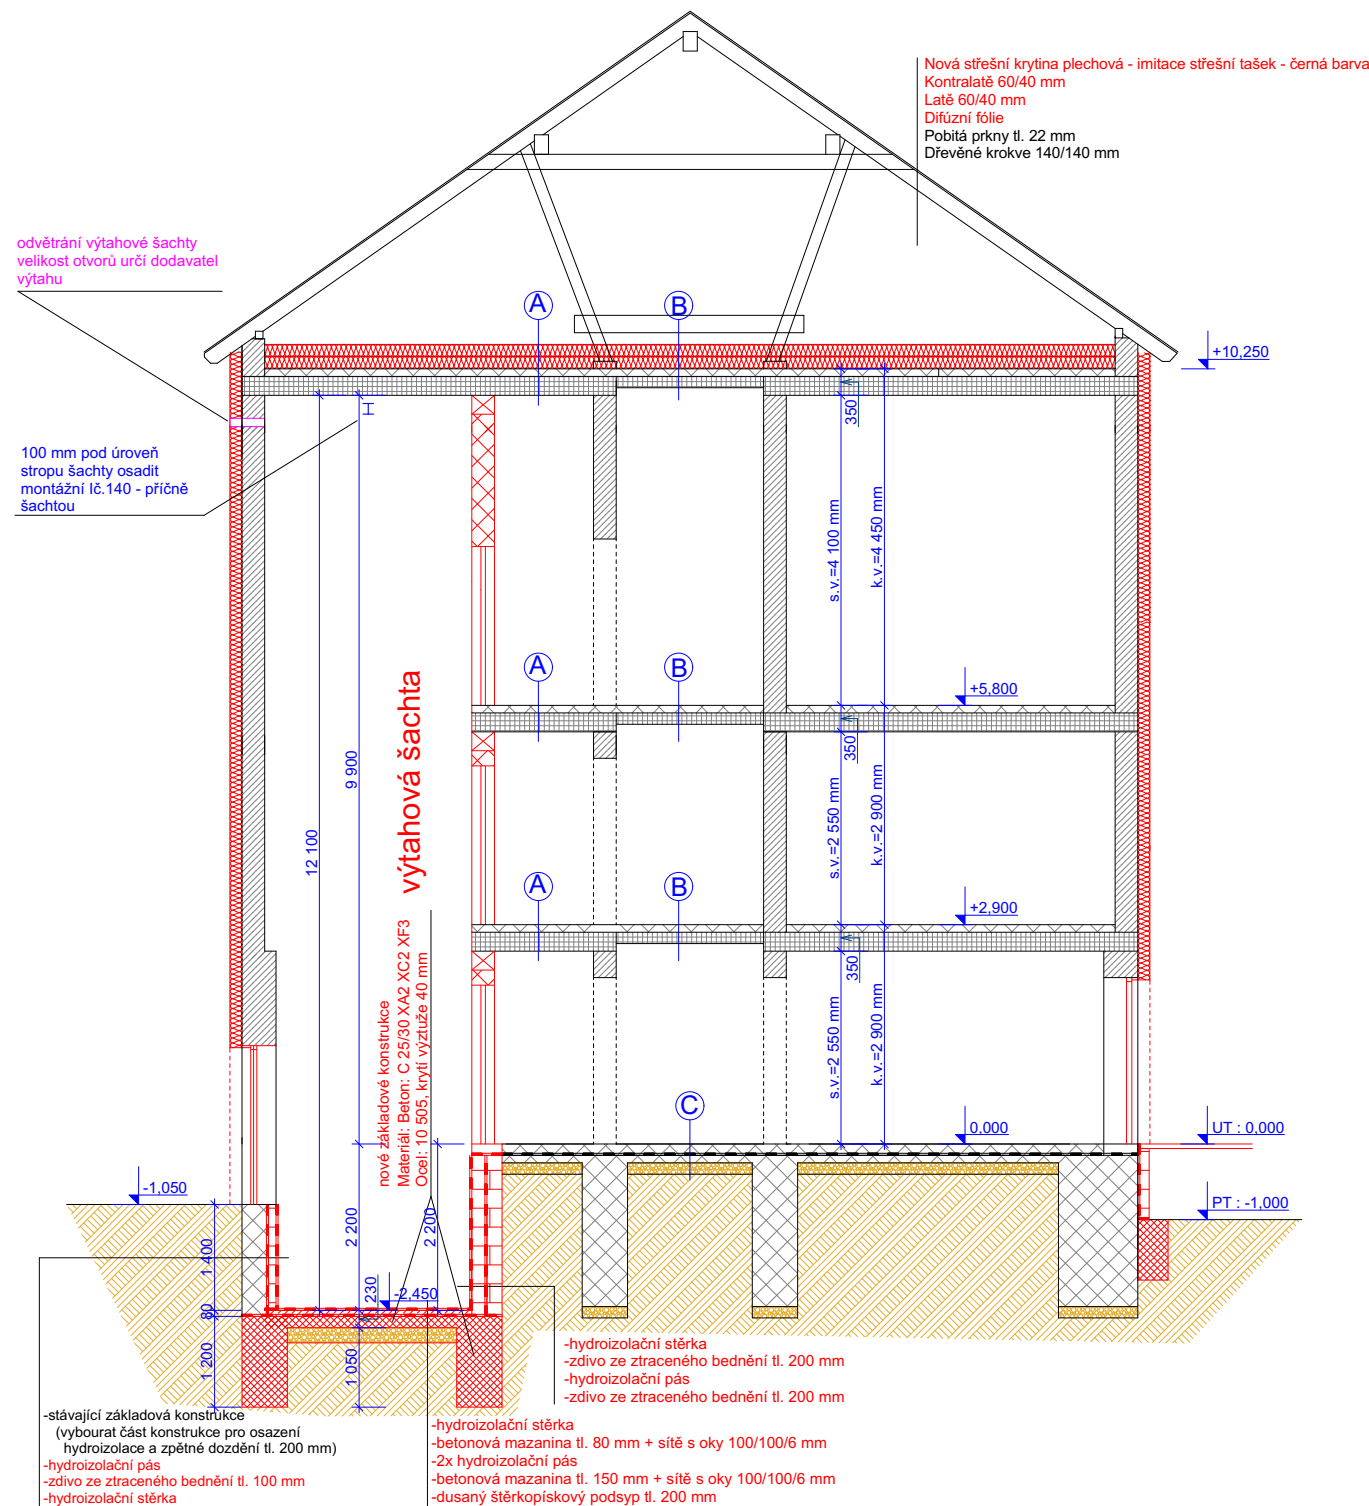 Nová střešní krytina plechová - imitace střešní tašek - černá barva
Kontralatě 60/40 mm
Latě 60/40 mm
Difúzní fólie
Pobitá prkny tl. 22 mm
Dřevěné krokve 140/140 mm
odvětrání výtahové šachty
velikost otvorů určí dodavatel
výtahu
A
B
+10,250
350
100 mm pod úroveň
stropu šachty osadit
montážní Ič.140 - příčně
šachtou
s.v.=4 100 mm
k.v.=4 450 mm
A
B
+5,800
350
výtahová šachta
9 900
12 100
s.v.=2 550 mm
k.v.=2 900 mm
A
B
+2,900
350
nové základové konstrukce
Materiál: Beton: C 25/30 XA2 XC2 XF3
Ocel: 10 505, krytí výztuže 40 mm
s.v.=2 550 mm
k.v.=2 900 mm
C
0,000
UT : 0,000
-1,050
PT : -1,000
2 200
2 200
1 400
230
-2,450
80
1 200
1 050
-hydroizolační stěrka
-zdivo ze ztraceného bednění tl. 200 mm
-hydroizolační pás
-zdivo ze ztraceného bednění tl. 200 mm
-stávající základová konstrukce
(vybourat část konstrukce pro osazení
hydroizolace a zpětné dozdění tl. 200 mm)
-hydroizolační pás
-zdivo ze ztraceného bednění tl. 100 mm
-hydroizolační stěrka
-hydroizolační stěrka
-betonová mazanina tl. 80 mm + sítě s oky 100/100/6 mm
-2x hydroizolační pás
-betonová mazanina tl. 150 mm + sítě s oky 100/100/6 mm
-dusaný štěrkopískový podsyp tl. 200 mm